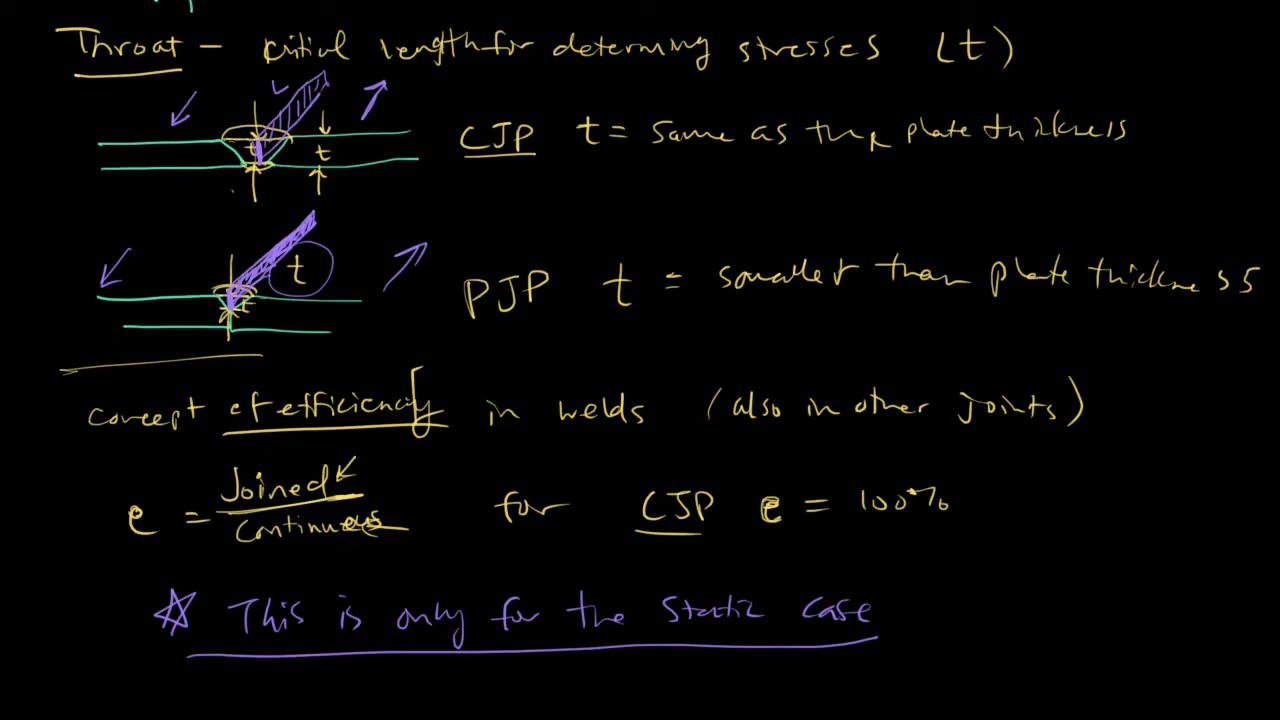 Throat - critical length for determing stresses (t)
t t
CJP t = same as the plate thickness
t
t
PJP t = smaller than plate thickness
concept of efficiency in welds (also in other joints)
e = Joined / Continuous for CJP e = 100%
☆ This is only for the static case